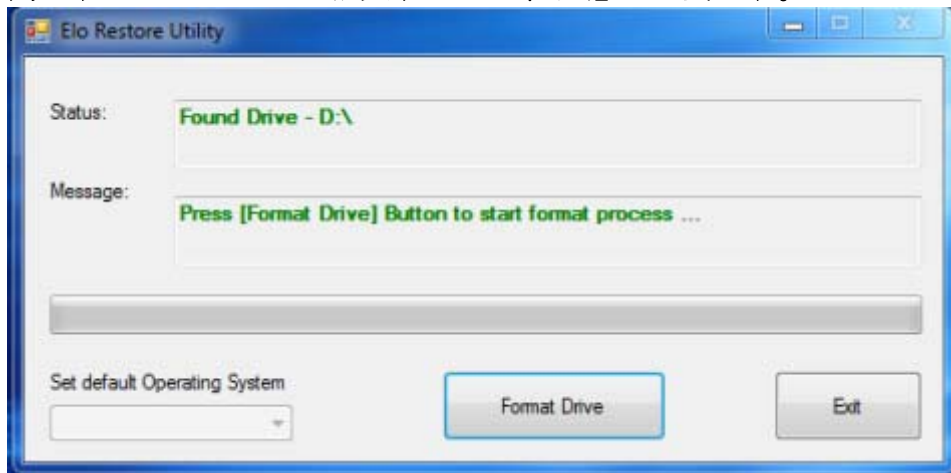 Elo Restore Utility
Status:
Found Drive - D:\
Message:
Press [Format Drive] Button to start format process ...
Set default Operating System
Format Drive
Exit